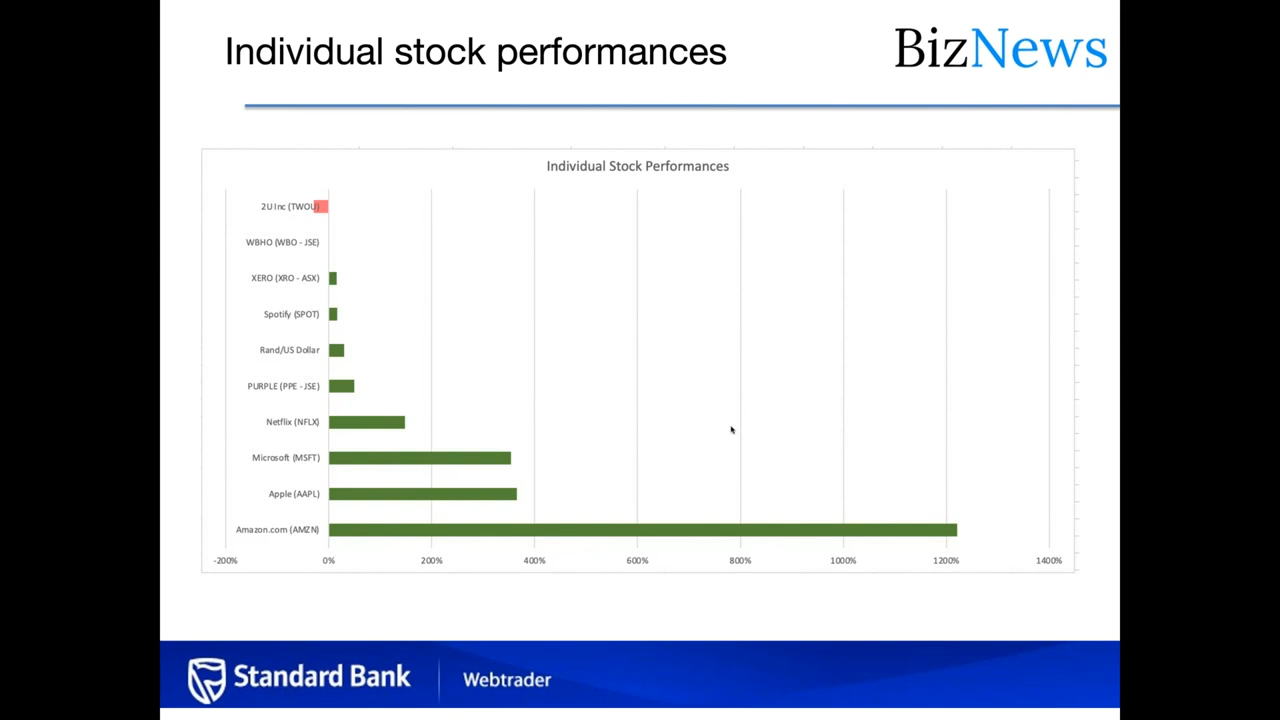 Individual stock performances
BizNews
Individual Stock Performances
2U Inc (TWOU)
WBHO (WBO - JSE)
XERO (XRO - ASX)
Spotify (SPOT)
Rand/US Dollar
PURPLE (PPE - JSE)
Netflix (NFLX)
Microsoft (MSFT)
Apple (AAPL)
Amazon.com (AMZN)
-200% 0% 200% 400% 600% 800% 1000% 1200% 1400%
Standard Bank Webtrader